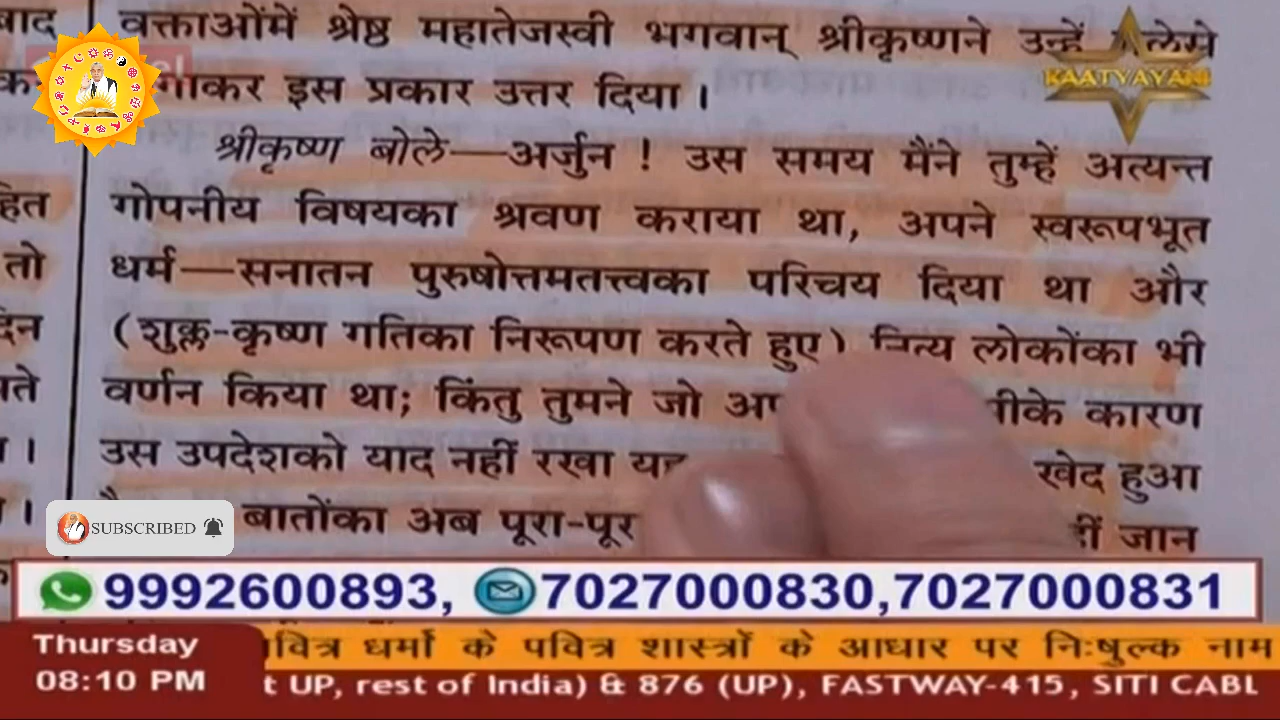 वक्ताओंमें श्रेष्ठ महातेजस्वी भगवान् श्रीकृष्णने उन्हें
इस प्रकार उत्तर दिया।
श्रीकृष्ण बोले—अर्जुन ! उस समय मैंने तुम्हें अत्यन्त
गोपनीय विषयका श्रवण कराया था, अपने स्वरूपभूत
तो धर्म—सनातन पुरुषोत्तमतत्त्वका परिचय दिया था और
(शुक्ल-कृष्ण गतिका निरूपण करते हुए) नित्य लोकोंका भी
वर्णन किया था; किंतु तुमने जो कारण
उस उपदेशको याद नहीं रखा खेद हुआ
बातोंका अब जान
KAATYAYANI
SUBSCRIBED
9992600893, 7027000830,7027000831
Thursday
08:10 PM
धर्मो के पवित्र शास्त्रों के आधार पर निःषुल्क नाम
UP, rest of India) & 876 (UP), FASTWAY-415, SITI CABL